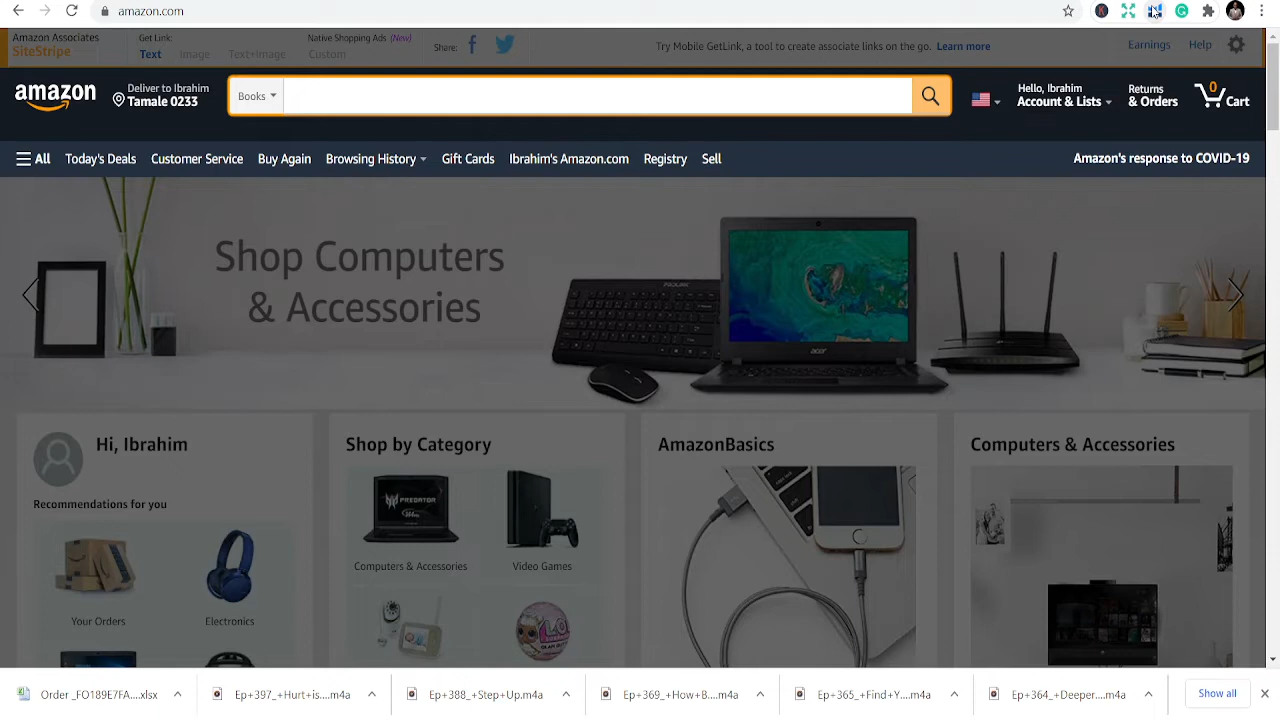 amazon.com
Amazon Associates
SiteStripe
Get Link:
Text Image Text+Image
Native Shopping Ads (New)
Custom
Share:
Try Mobile GetLink, a tool to create associate links on the go. Learn more
Earnings Help
amazon
Deliver to Ibrahim
Tamale 0233
Books
Hello, Ibrahim
Account & Lists
Returns
& Orders
0
Cart
All Today's Deals Customer Service Buy Again Browsing History Gift Cards Ibrahim's Amazon.com Registry Sell
Amazon's response to COVID-19
Shop Computers
& Accessories
PROLINK
acer
Hi, Ibrahim
Recommendations for you
Your Orders
Electronics
Shop by Category
PREDATOR
Computers & Accessories
Video Games
AmazonBasics
Computers & Accessories
Order _FO189E7FA....xlsx
Ep+397_+Hurt+is....m4a
Ep+388_+Step+Up.m4a
Ep+369_+How+B....m4a
Ep+365_+Find+Y....m4a
Ep+364_+Deeper....m4a
Show all